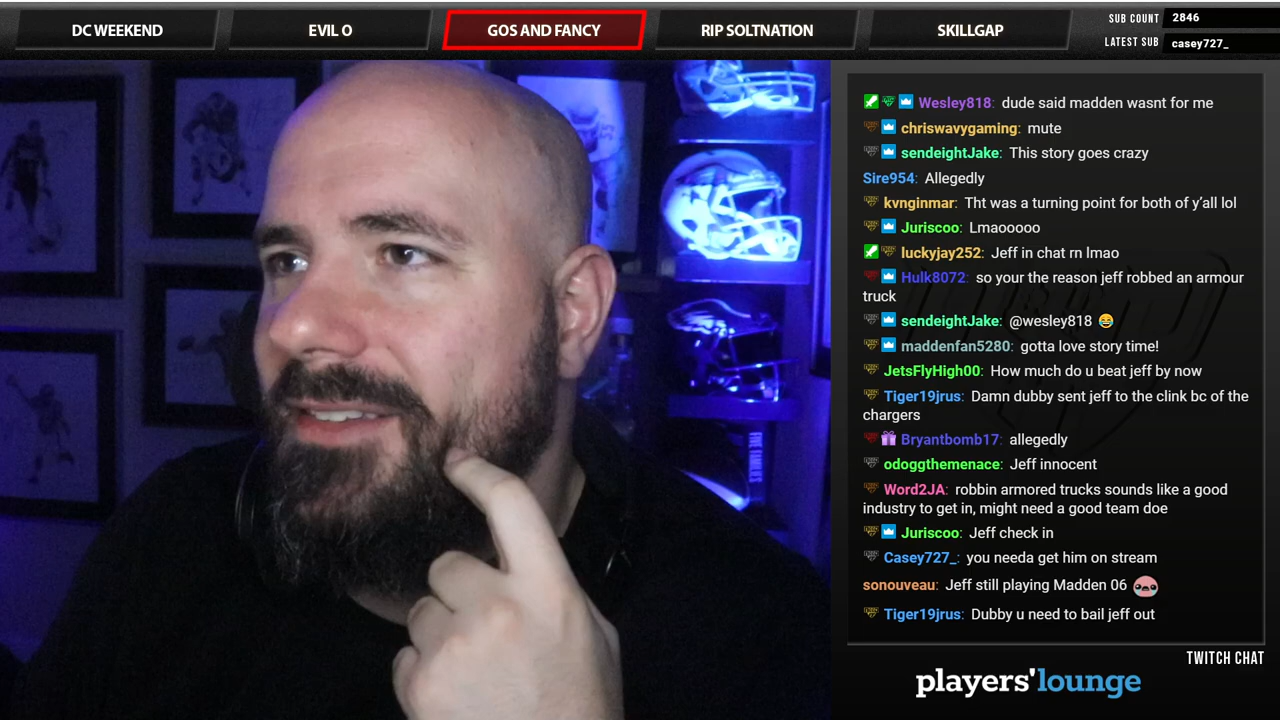 DC WEEKEND
EVIL O
GOS AND FANCY
RIP SOLTNATION
SKILLGAP
SUB COUNT 2846
LATEST SUB casey727_
Wesley818: dude said madden wasnt for me
chriswavygaming: mute
sendeightJake: This story goes crazy
Sire954: Allegedly
kvnginmar: Tht was a turning point for both of y'all lol
Juriscoo: Lmaooooo
luckyjay252: Jeff in chat rn lmao
Hulk8072: so your the reason jeff robbed an armour
truck
sendeightJake: @wesley818 😂
maddenfan5280: gotta love story time!
JetsFlyHigh00: How much do u beat jeff by now
Tiger19jrus: Damn dubby sent jeff to the clink bc of the
chargers
Bryantbomb17: allegedly
odoggthemenace: Jeff innocent
Word2JA: robbin armored trucks sounds like a good
industry to get in, might need a good team doe
Juriscoo: Jeff check in
Casey727_: you needa get him on stream
sonouveau: Jeff still playing Madden 06
Tiger19jrus: Dubby u need to bail jeff out
TWITCH CHAT
players'lounge
FIVE FAMILIES